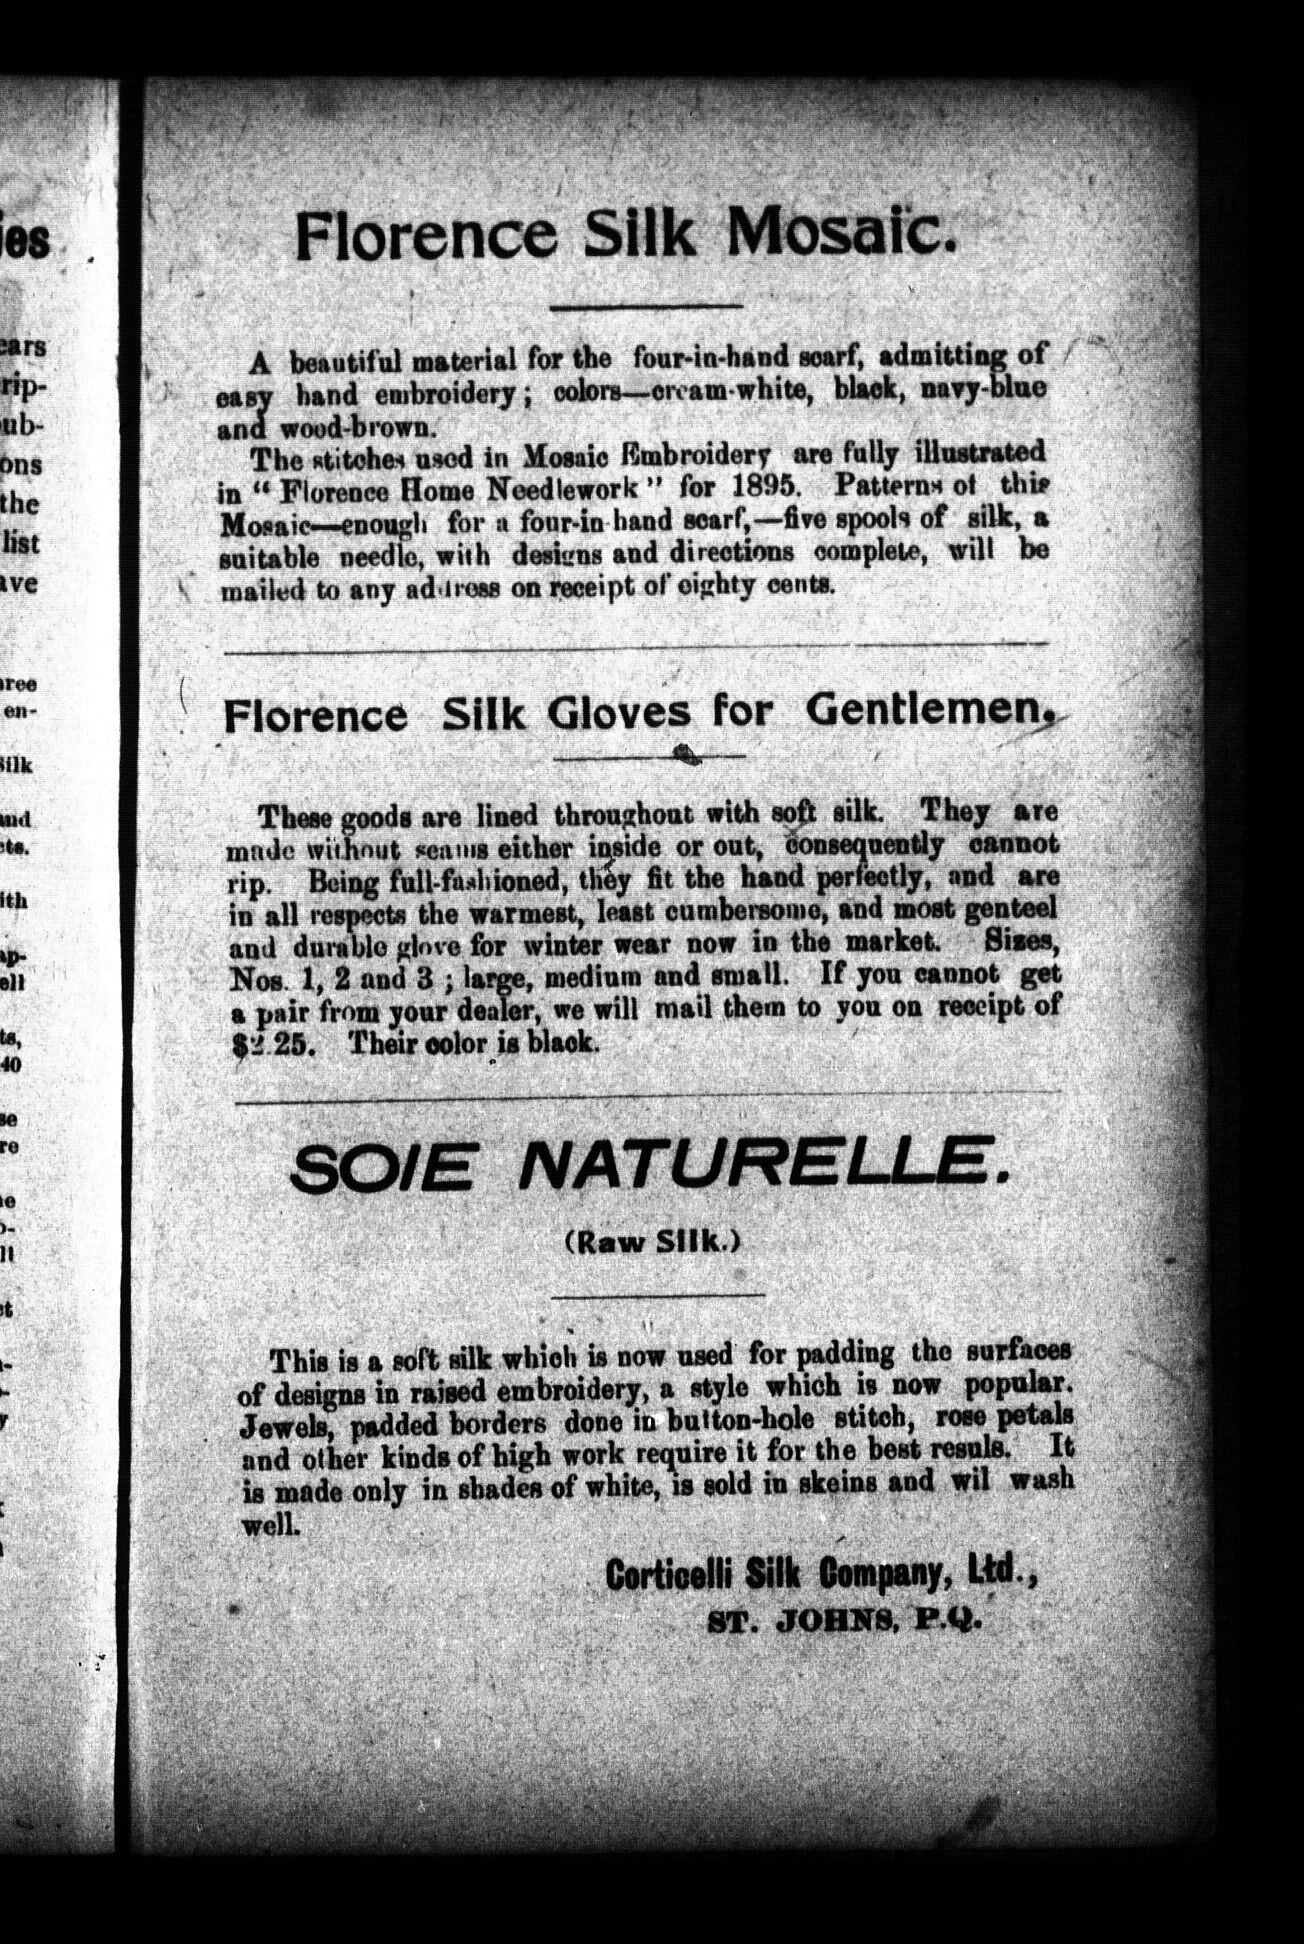 Florence Silk Mosaic.
A beautiful material for the four-in-hand scarf, admitting of
easy hand embroidery; colors—cream-white, black, navy-blue
and wood-brown.
The stitches used in Mosaic Embroidery are fully illustrated
in "Florence Home Needlework" for 1895. Patterns of this
Mosaic—enough for a four-in-hand scarf,—five spools of silk, a
suitable needle, with designs and directions complete, will be
mailed to any address on receipt of eighty cents.
Florence Silk Gloves for Gentlemen.
These goods are lined throughout with soft silk. They are
made without seams either inside or out, consequently cannot
rip. Being full-fashioned, they fit the hand perfectly, and are
in all respects the warmest, least cumbersome, and most genteel
and durable glove for winter wear now in the market. Sizes,
Nos. 1, 2 and 3; large, medium and small. If you cannot get
a pair from your dealer, we will mail them to you on receipt of
$2.25. Their color is black.
SOIE NATURELLE.
(Raw Silk.)
This is a soft silk which is now used for padding the surfaces
of designs in raised embroidery, a style which is now popular.
Jewels, padded borders done in button-hole stitch, rose petals
and other kinds of high work require it for the best resuls. It
is made only in shades of white, is sold in skeins and wil wash
well.
Corticelli Silk Company, Ltd.,
ST. JOHNS, P.Q.